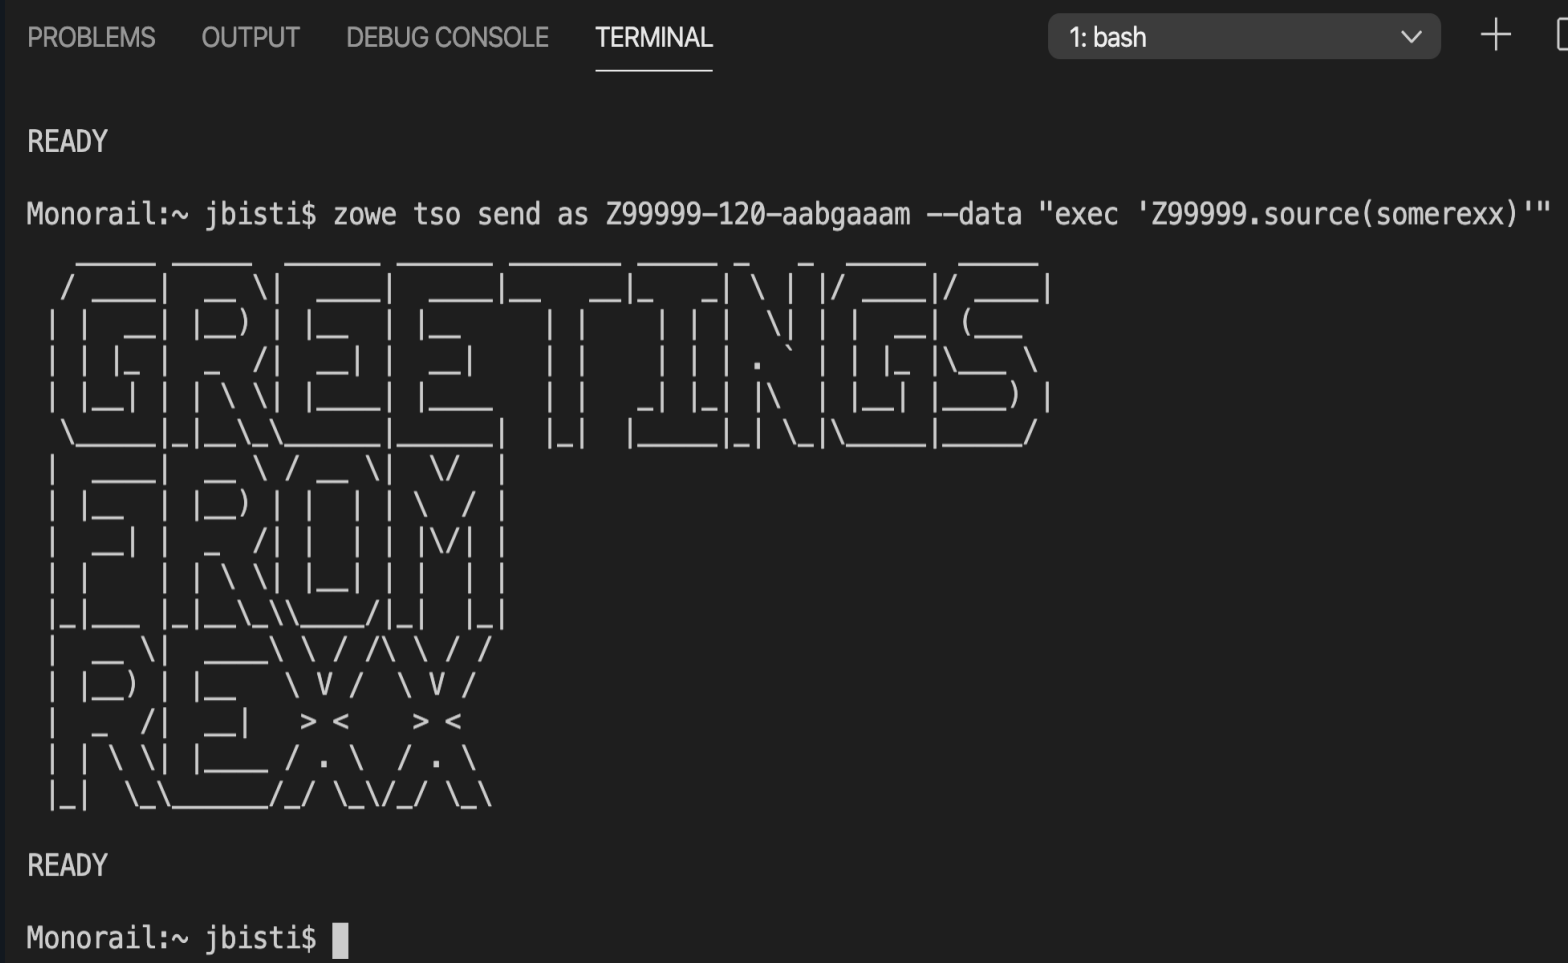 PROBLEMS OUTPUT DEBUG CONSOLE TERMINAL 1: bash
READY
Monorail:~ jbisti$ zowe tso send as Z99999-120-aabgaaam --data "exec 'Z99999.source(somerexx)'"
GREETINGS
FROM
REXX
READY
Monorail:~ jbisti$